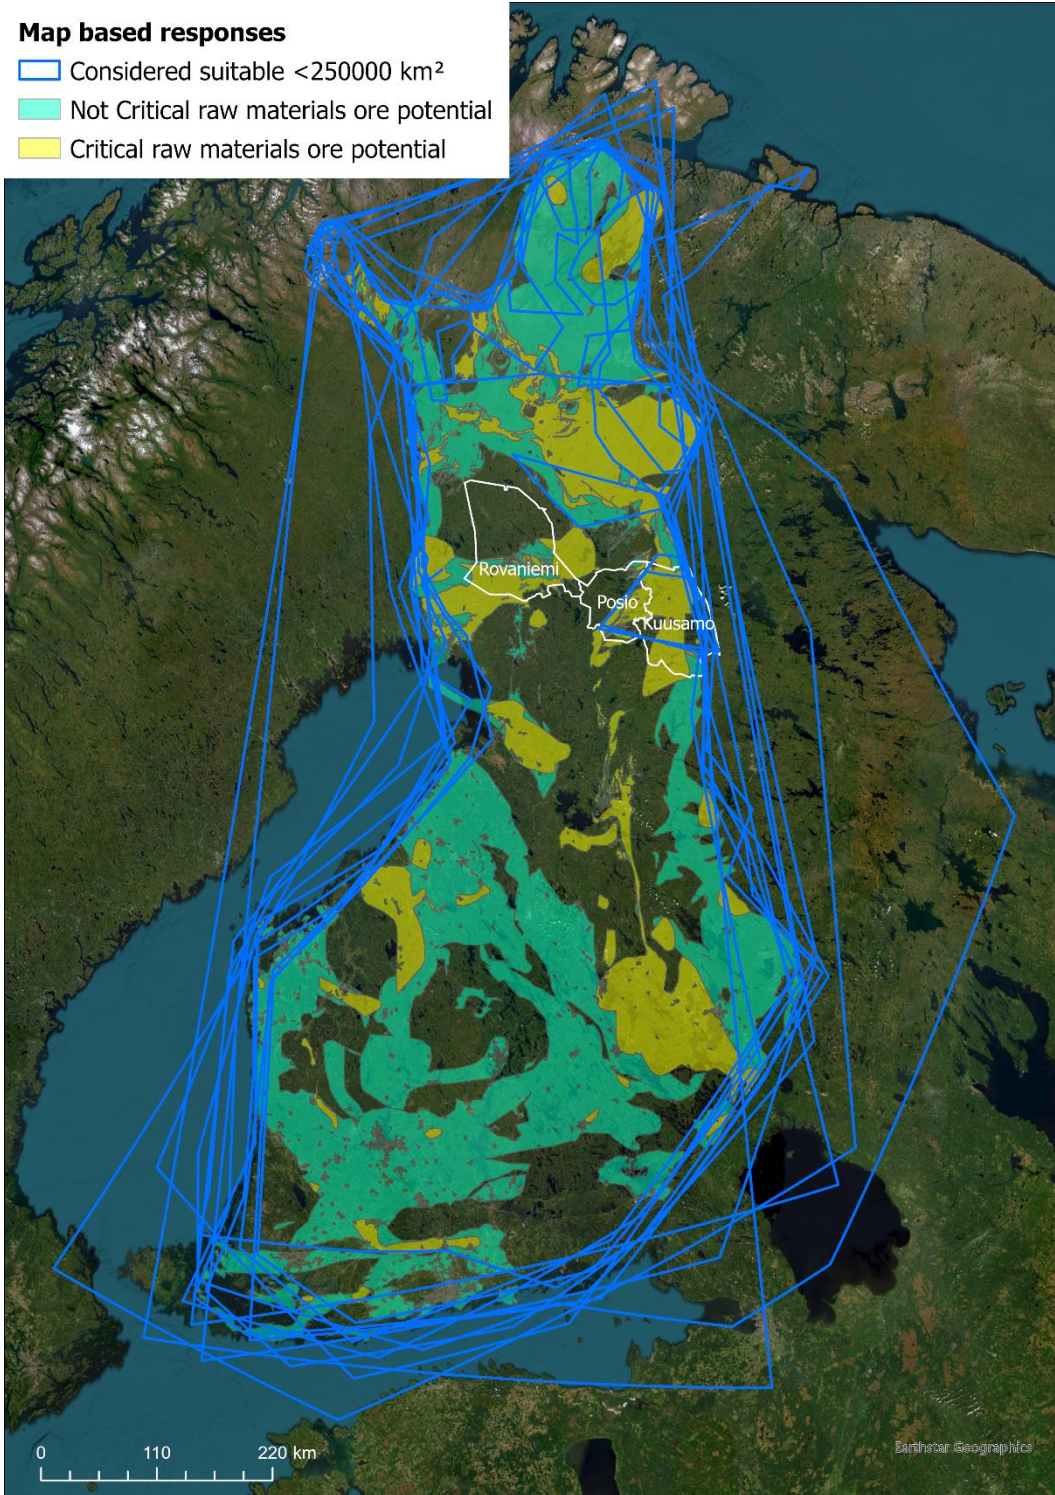 Map based responses
Considered suitable <250000 km²
Not Critical raw materials ore potential
Critical raw materials ore potential
Rovaniemi
Posio
Kuusamo
0 110 220 km
Earthstar Geographics